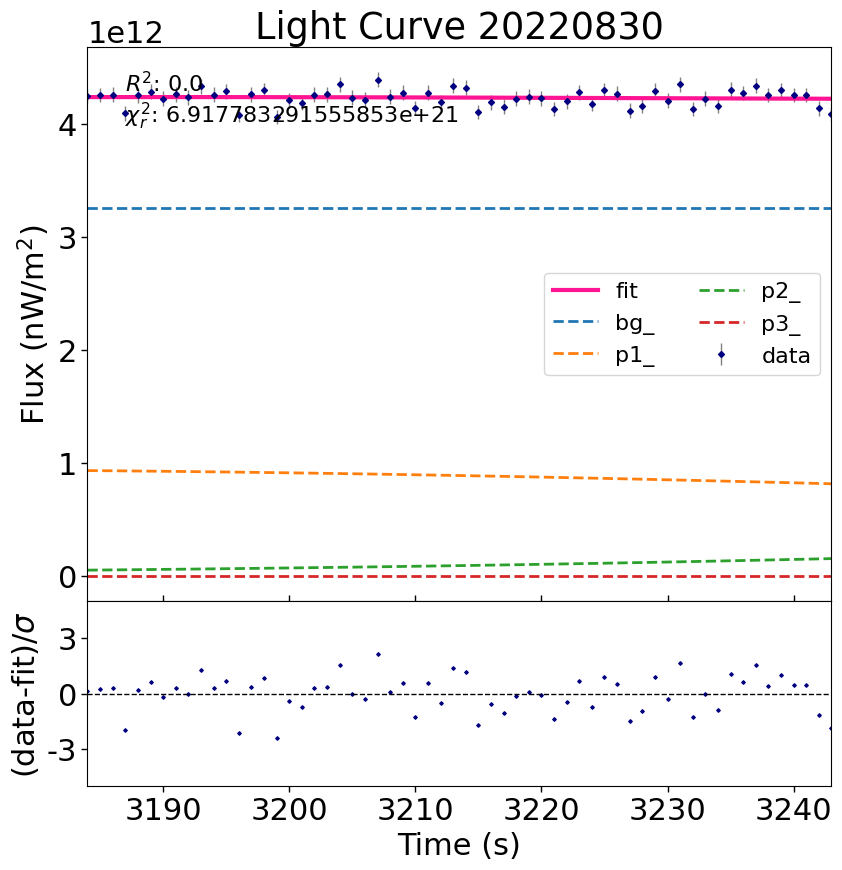 Light Curve 20220830
1e12
R²: 0.0
χ²ᵣ: 6.917783291555853e+21
4
3
2
1
0
Flux (nW/m²)
fit
bg_
p1_
p2_
p3_
data
3
0
-3
(data-fit)/σ
3190 3200 3210 3220 3230 3240
Time (s)